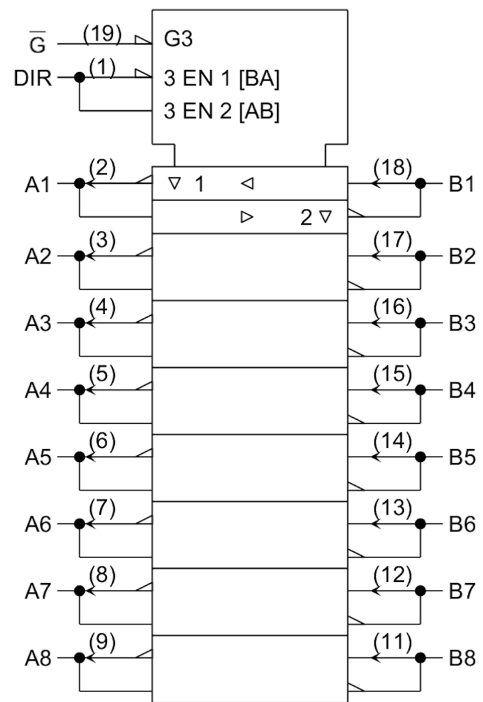 G̅ (19) G3
DIR (1) 3 EN 1 [BA]
3 EN 2 [AB]
A1 (2) ▽ 1 ◁ (18) B1
▷ 2 ▽
A2 (3) (17) B2
A3 (4) (16) B3
A4 (5) (15) B4
A5 (6) (14) B5
A6 (7) (13) B6
A7 (8) (12) B7
A8 (9) (11) B8